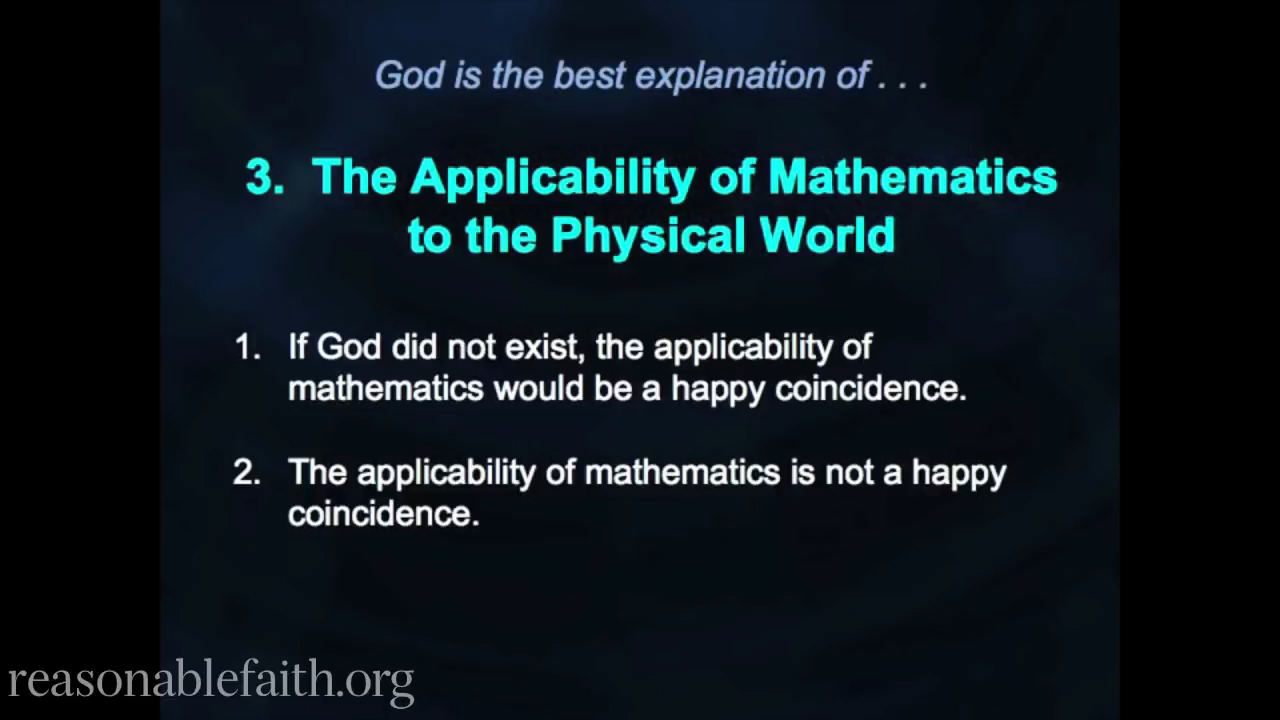 God is the best explanation of . . .
3. The Applicability of Mathematics
to the Physical World
1. If God did not exist, the applicability of
mathematics would be a happy coincidence.
2. The applicability of mathematics is not a happy
coincidence.
reasonablefaith.org